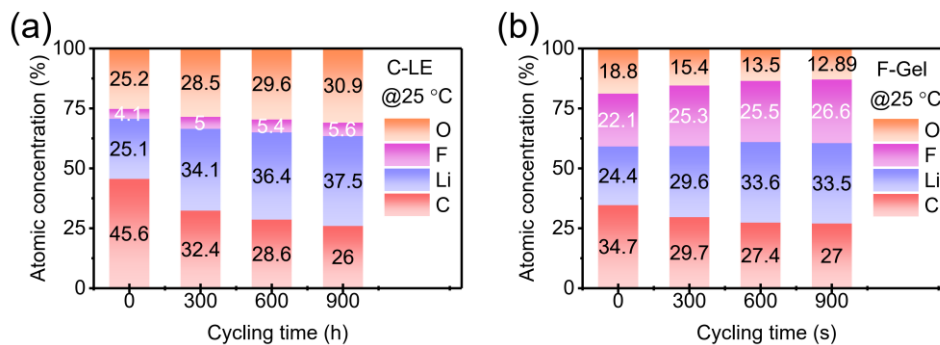 (a)
Atomic concentration (%)
100
75
50
25
0
25.2
28.5
29.6
30.9
4.1
5
5.4
5.6
25.1
34.1
36.4
37.5
45.6
32.4
28.6
26
C-LE
@25 °C
O
F
Li
C
0
300
600
900
Cycling time (h)
(b)
Atomic concentration (%)
100
75
50
25
0
18.8
15.4
13.5
12.89
22.1
25.3
25.5
26.6
24.4
29.6
33.6
33.5
34.7
29.7
27.4
27
F-Gel
@25 °C
O
F
Li
C
0
300
600
900
Cycling time (s)